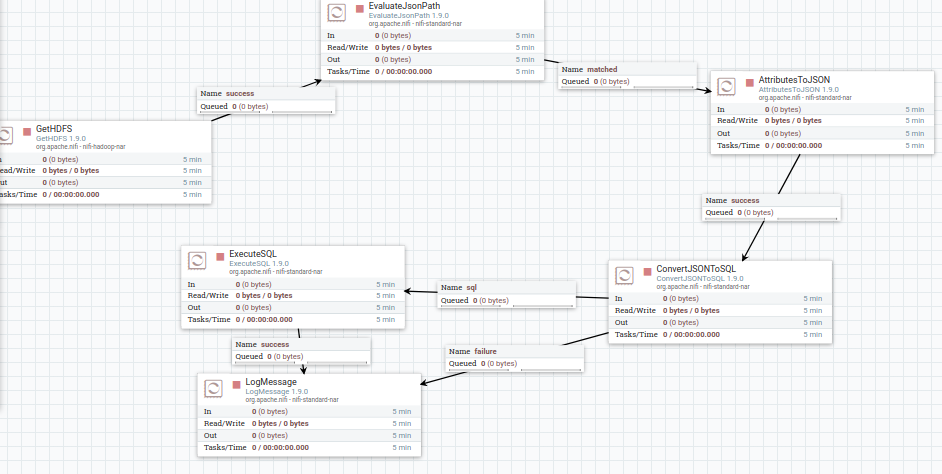 EvaluateJsonPath
EvaluateJsonPath 1.9.0
org.apache.nifi - nifi-standard-nar
In 0 (0 bytes) 5 min
Read/Write 0 bytes / 0 bytes 5 min
Out 0 (0 bytes) 5 min
Tasks/Time 0 / 00:00:00.000 5 min
Name matched
Queued 0 (0 bytes)
AttributesToJSON
AttributesToJSON 1.9.0
org.apache.nifi - nifi-standard-nar
In 0 (0 bytes) 5 min
Read/Write 0 bytes / 0 bytes 5 min
Out 0 (0 bytes) 5 min
Tasks/Time 0 / 00:00:00.000 5 min
Name success
Queued 0 (0 bytes)
GetHDFS
GetHDFS 1.9.0
org.apache.nifi - nifi-hadoop-nar
n 0 (0 bytes) 5 min
ead/Write 0 bytes / 0 bytes 5 min
ut 0 (0 bytes) 5 min
asks/Time 0 / 00:00:00.000 5 min
Name success
Queued 0 (0 bytes)
ExecuteSQL
ExecuteSQL 1.9.0
org.apache.nifi - nifi-standard-nar
In 0 (0 bytes) 5 min
Read/Write 0 bytes / 0 bytes 5 min
Out 0 (0 bytes) 5 min
Tasks/Time 0 / 00:00:00.000 5 min
Name sql
Queued 0 (0 bytes)
ConvertJSONToSQL
ConvertJSONToSQL 1.9.0
org.apache.nifi - nifi-standard-nar
In 0 (0 bytes) 5 min
Read/Write 0 bytes / 0 bytes 5 min
Out 0 (0 bytes) 5 min
Tasks/Time 0 / 00:00:00.000 5 min
Name success
Queued 0 (0 bytes)
Name failure
Queued 0 (0 bytes)
LogMessage
LogMessage 1.9.0
org.apache.nifi - nifi-standard-nar
In 0 (0 bytes) 5 min
Read/Write 0 bytes / 0 bytes 5 min
Out 0 (0 bytes) 5 min
Tasks/Time 0 / 00:00:00.000 5 min